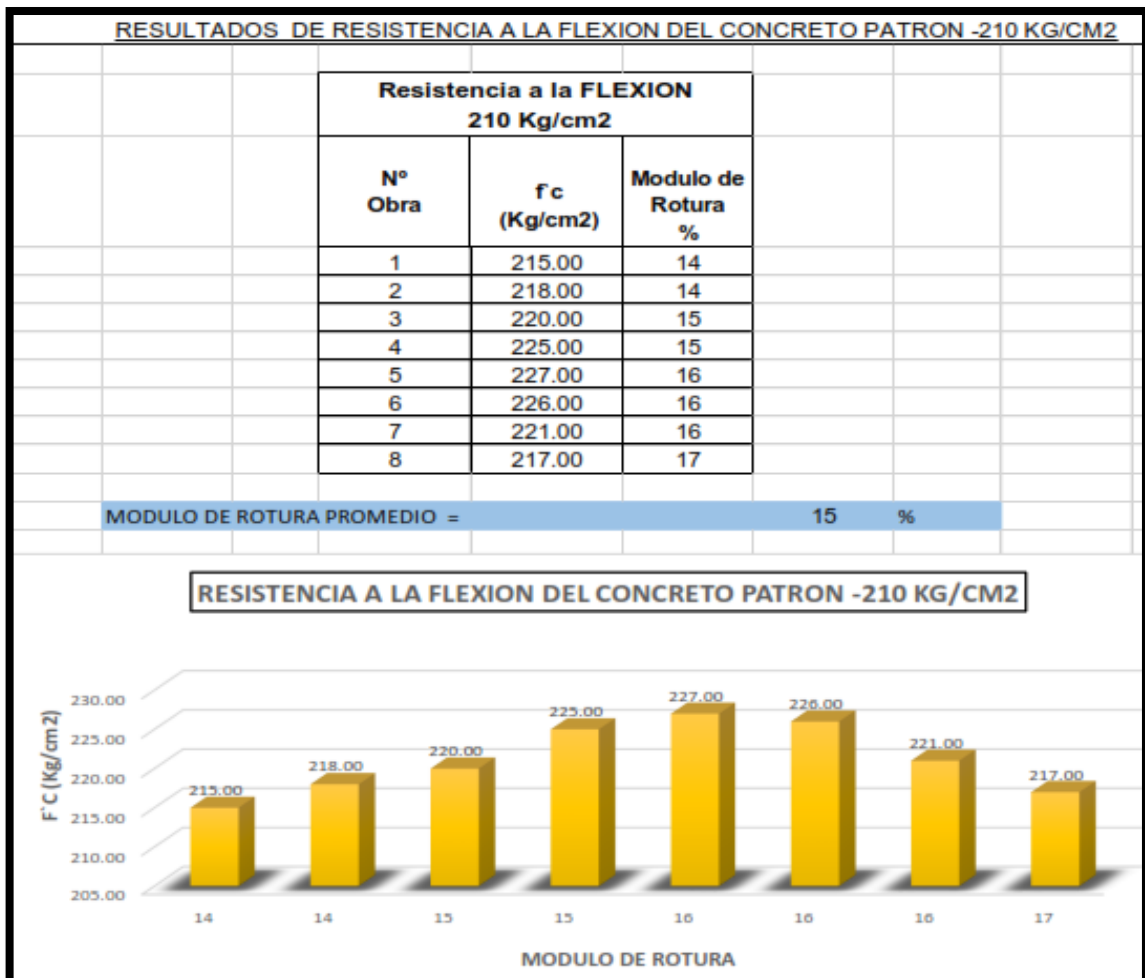 RESULTADOS DE RESISTENCIA A LA FLEXION DEL CONCRETO PATRON -210 KG/CM2
Resistencia a la FLEXION
210 Kg/cm2
Nº Obra f`c (Kg/cm2) Modulo de Rotura %
1 215.00 14
2 218.00 14
3 220.00 15
4 225.00 15
5 227.00 16
6 226.00 16
7 221.00 16
8 217.00 17
MODULO DE ROTURA PROMEDIO = 15 %
RESISTENCIA A LA FLEXION DEL CONCRETO PATRON -210 KG/CM2
F`C (Kg/cm2)
230.00
225.00
220.00
215.00
210.00
205.00
215.00 218.00 220.00 225.00 227.00 226.00 221.00 217.00
14 14 15 15 16 16 16 17
MODULO DE ROTURA